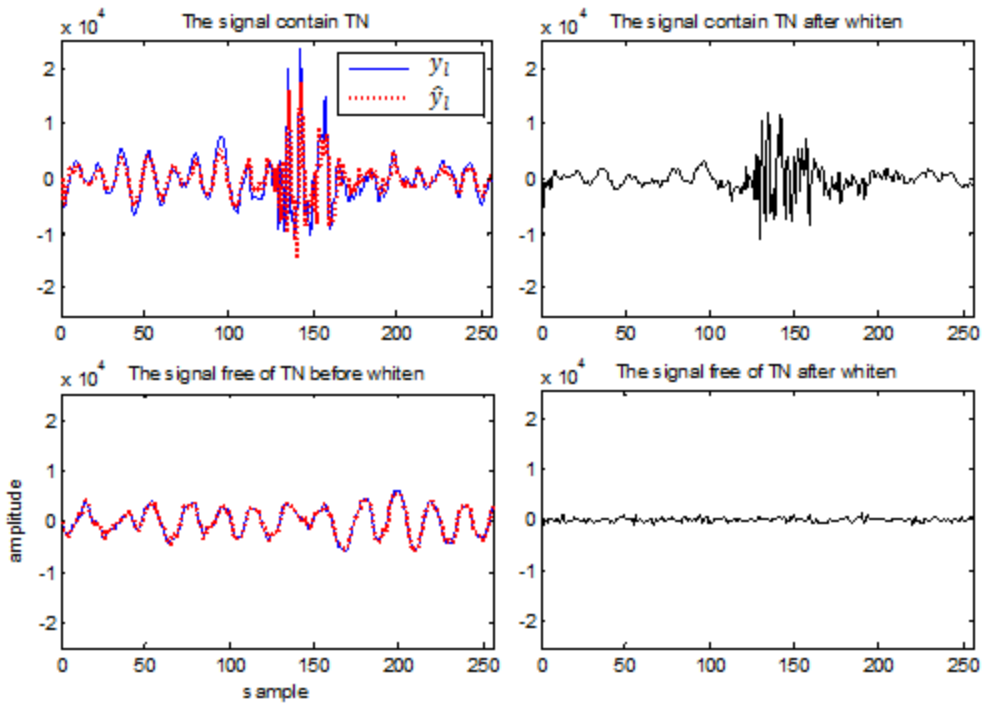 The signal contain TN
x 10^4
2
1
0
-1
-2
0 50 100 150 200 250
y_l
ŷ_l
The signal contain TN after whiten
x 10^4
2
1
0
-1
-2
0 50 100 150 200 250
The signal free of TN before whiten
x 10^4
2
1
0
-1
-2
amplitude
0 50 100 150 200 250
sample
The signal free of TN after whiten
x 10^4
2
1
0
-1
-2
0 50 100 150 200 250